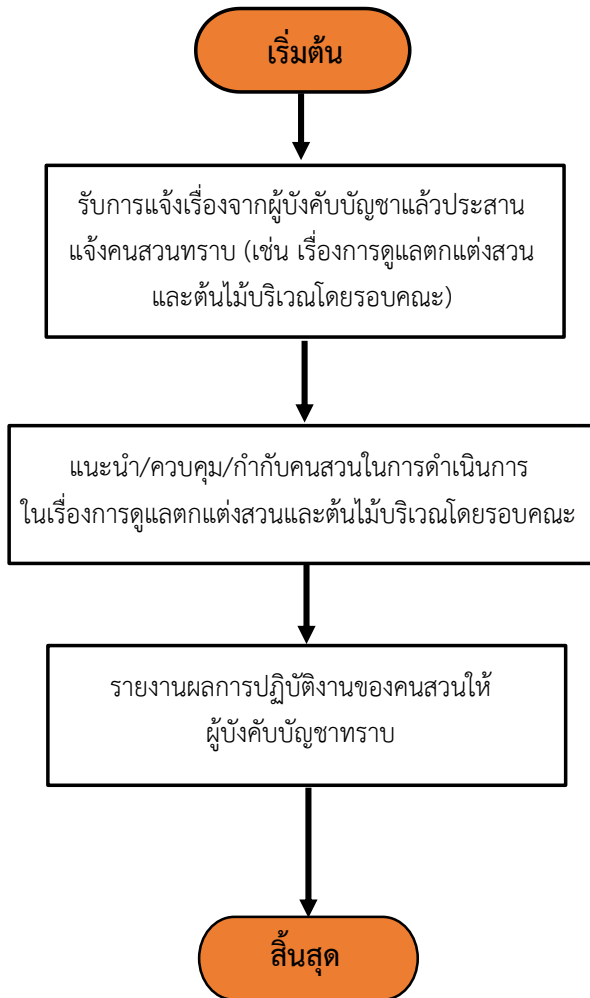 เริ่มต้น
รับการแจ้งเรื่องจากผู้บังคับบัญชาแล้วประสาน
แจ้งคนสวนทราบ (เช่น เรื่องการดูแลตกแต่งสวน
และต้นไม้บริเวณโดยรอบคณะ)
แนะนำ/ควบคุม/กำกับคนสวนในการดำเนินการ
ในเรื่องการดูแลตกแต่งสวนและต้นไม้บริเวณโดยรอบคณะ
รายงานผลการปฏิบัติงานของคนสวนให้
ผู้บังคับบัญชาทราบ
สิ้นสุด